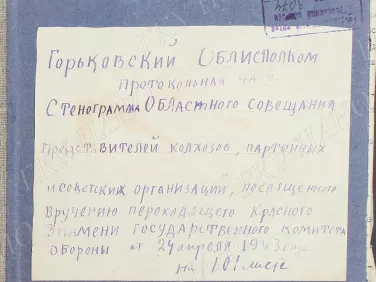 Горьковский Облисполком
Протокольная часть
Стенограмма Областного совещания
представителей колхозов, партийных
и советских организаций, посвященного
вручению переходящего Красного
Знамени Государственного Комитета
Обороны от 24 апреля 1943 года
на 101 листе